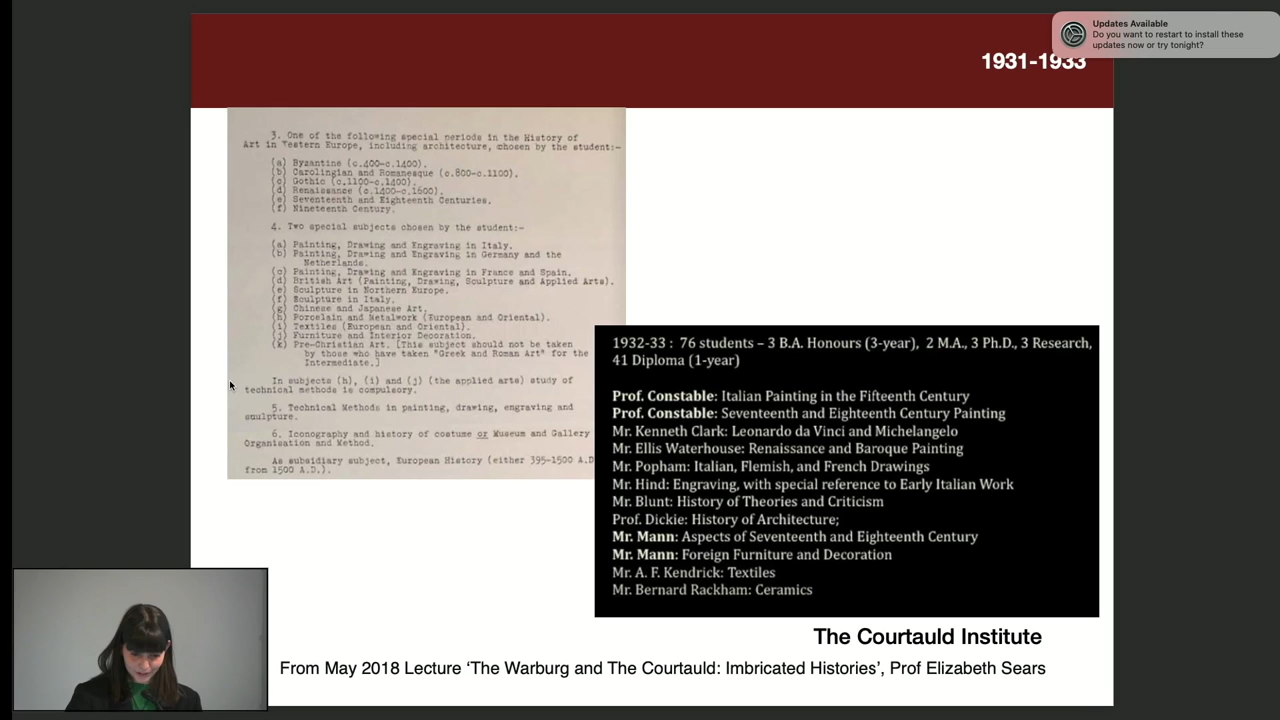 Updates Available
Do you want to restart to install these
updates now or try tonight?
1931-1933
3. One of the following special periods in the History of
Art in Western Europe, including architecture, chosen by the student:-
(a) Byzantine (c.400-c.1400).
(b) Carolingian and Romanesque (c.800-c.1100).
(c) Gothic (c.1100-c.1400).
(d) Renaissance (c.1400-c.1600).
(e) Seventeenth and Eighteenth Centuries.
(f) Nineteenth Century.
4. Two special subjects chosen by the student:-
(a) Painting, Drawing and Engraving in Italy.
(b) Painting, Drawing and Engraving in Germany and the
Netherlands.
(c) Painting, Drawing and Engraving in France and Spain.
(d) British Art (Painting, Drawing, Sculpture and Applied Arts).
(e) Sculpture in Northern Europe.
(f) Sculpture in Italy.
(g) Chinese and Japanese Art.
(h) Porcelain and Metalwork (European and Oriental).
(i) Textiles (European and Oriental).
(j) Furniture and Interior Decoration.
(k) Pre-Christian Art. [This subject should not be taken
by those who have taken "Greek and Roman Art" for the
Intermediate.]
In subjects (h), (i) and (j) (the applied arts) study of
technical methods is compulsory.
5. Technical Methods in painting, drawing, engraving and
sculpture.
6. Iconography and history of costume or Museum and Gallery
Organisation and Method.
As subsidiary subject, European History (either 395-1500 A.D
from 1500 A.D.).
1932-33 : 76 students – 3 B.A. Honours (3-year), 2 M.A., 3 Ph.D., 3 Research,
41 Diploma (1-year)
Prof. Constable: Italian Painting in the Fifteenth Century
Prof. Constable: Seventeenth and Eighteenth Century Painting
Mr. Kenneth Clark: Leonardo da Vinci and Michelangelo
Mr. Ellis Waterhouse: Renaissance and Baroque Painting
Mr. Popham: Italian, Flemish, and French Drawings
Mr. Hind: Engraving, with special reference to Early Italian Work
Mr. Blunt: History of Theories and Criticism
Prof. Dickie: History of Architecture;
Mr. Mann: Aspects of Seventeenth and Eighteenth Century
Mr. Mann: Foreign Furniture and Decoration
Mr. A. F. Kendrick: Textiles
Mr. Bernard Rackham: Ceramics
The Courtauld Institute
From May 2018 Lecture ‘The Warburg and The Courtauld: Imbricated Histories’, Prof Elizabeth Sears